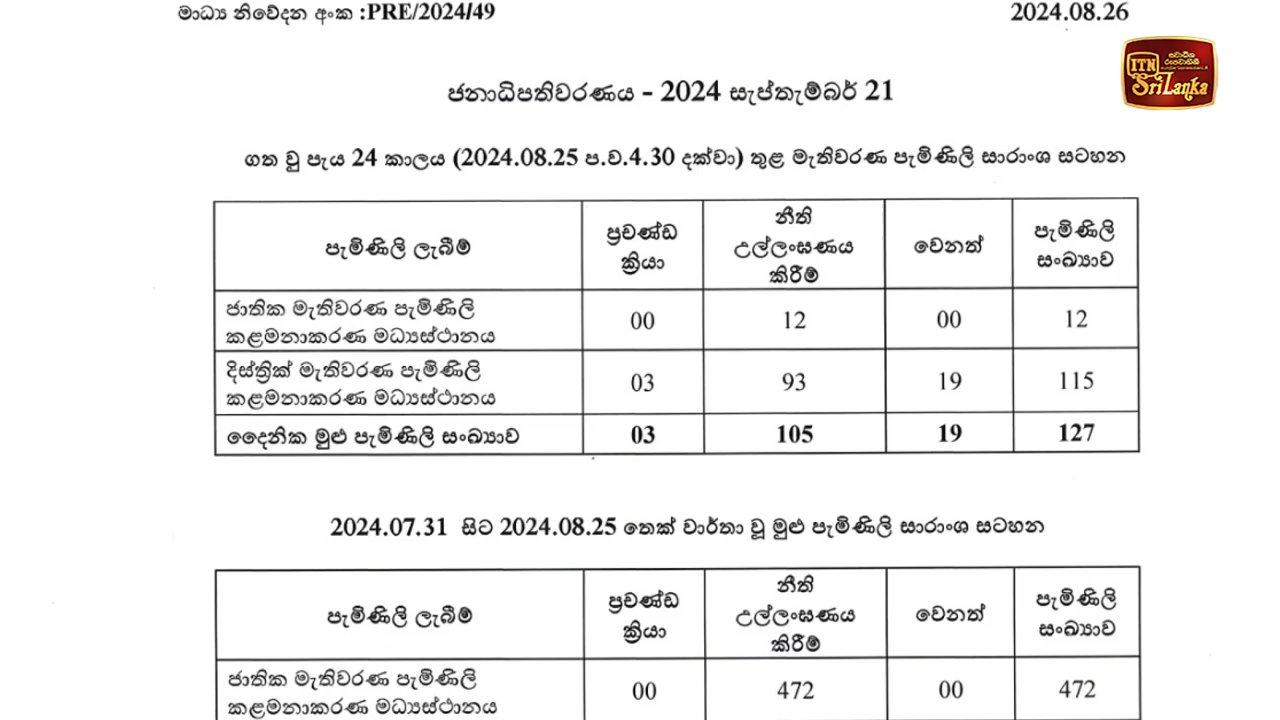 මාධ්‍ය නිවේදන අංක :PRE/2024/49
2024.08.26
ITN
SriLanka
ජනාධිපතිවරණය - 2024 සැප්තැම්බර් 21
ගත වු පැය 24 කාලය (2024.08.25 ප.ව.4.30 දක්වා) තුළ මැතිවරණ පැමිණිලි සාරාංශ සටහන
පැමිණිලි ලැබීම්
ප්‍රචණ්ඩ
ක්‍රියා
නීති
උල්ලංඝණය
කිරීම්
වෙනත්
පැමිණිලි
සංඛ්‍යාව
ජාතික මැතිවරණ පැමිණිලි
කළමනාකරණ මධ්‍යස්ථානය
00
12
00
12
දිස්ත්‍රික් මැතිවරණ පැමිණිලි
කළමනාකරණ මධ්‍යස්ථානය
03
93
19
115
දෛනික මුළු පැමිණිලි සංඛ්‍යාව
03
105
19
127
2024.07.31 සිට 2024.08.25 තෙක් වාර්තා වූ මුළු පැමිණිලි සාරාංශ සටහන
පැමිණිලි ලැබීම්
ප්‍රචණ්ඩ
ක්‍රියා
නීති
උල්ලංඝණය
කිරීම්
වෙනත්
පැමිණිලි
සංඛ්‍යාව
ජාතික මැතිවරණ පැමිණිලි
කළමනාකරණ මධ්‍යස්ථානය
00
472
00
472